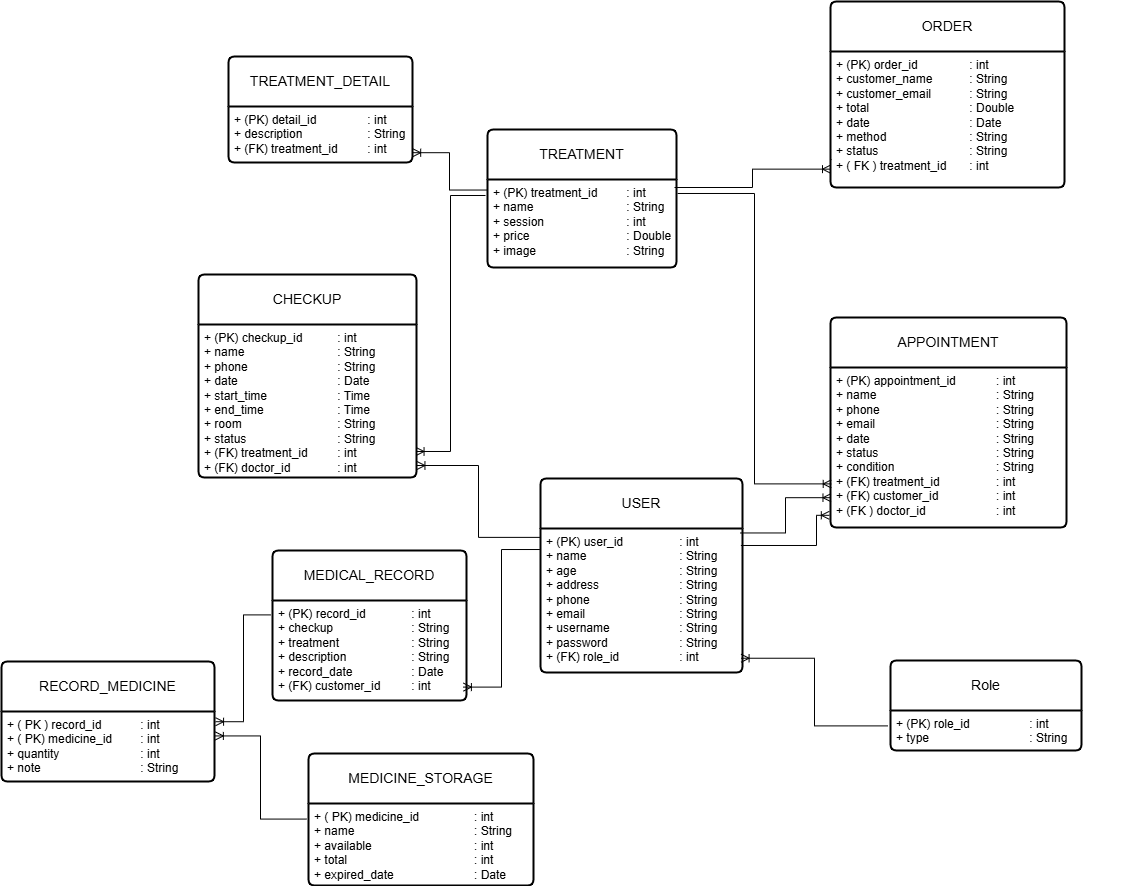 ORDER
+ (PK) order_id : int
+ customer_name : String
+ customer_email : String
+ total : Double
+ date : Date
+ method : String
+ status : String
+ ( FK ) treatment_id : int
TREATMENT_DETAIL
+ (PK) detail_id : int
+ description : String
+ (FK) treatment_id : int
TREATMENT
+ (PK) treatment_id : int
+ name : String
+ session : int
+ price : Double
+ image : String
CHECKUP
+ (PK) checkup_id : int
+ name : String
+ phone : String
+ date : Date
+ start_time : Time
+ end_time : Time
+ room : String
+ status : String
+ (FK) treatment_id : int
+ (FK) doctor_id : int
APPOINTMENT
+ (PK) appointment_id : int
+ name : String
+ phone : String
+ email : String
+ date : String
+ status : String
+ condition : String
+ (FK) treatment_id : int
+ (FK) customer_id : int
+ (FK ) doctor_id : int
USER
+ (PK) user_id : int
+ name : String
+ age : String
+ address : String
+ phone : String
+ email : String
+ username : String
+ password : String
+ (FK) role_id : int
MEDICAL_RECORD
+ (PK) record_id : int
+ checkup : String
+ treatment : String
+ description : String
+ record_date : Date
+ (FK) customer_id : int
RECORD_MEDICINE
+ ( PK ) record_id : int
+ ( PK) medicine_id : int
+ quantity : int
+ note : String
Role
+ (PK) role_id : int
+ type : String
MEDICINE_STORAGE
+ ( PK) medicine_id : int
+ name : String
+ available : int
+ total : int
+ expired_date : Date